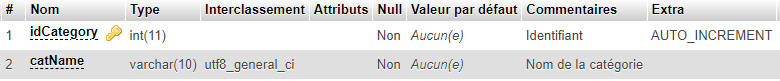 # Nom Type Interclassement Attributs Null Valeur par défaut Commentaires Extra
1 idCategory int(11) Non Aucun(e) Identifiant AUTO_INCREMENT
2 catName varchar(10) utf8_general_ci Non Aucun(e) Nom de la catégorie